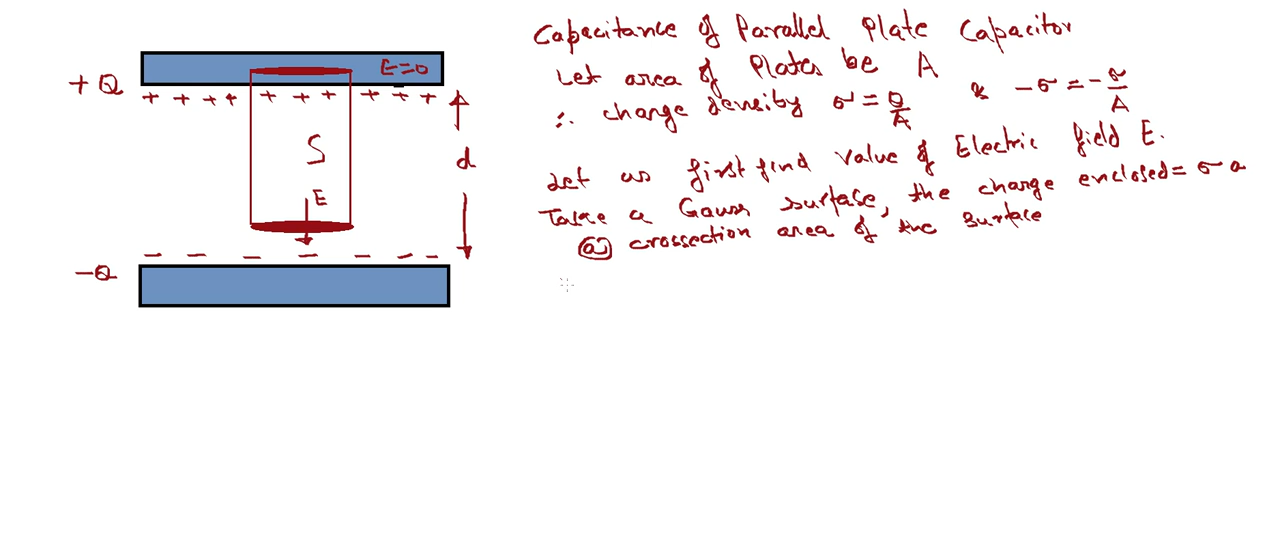 Capacitance of Parallel Plate Capacitor
Let area of Plates be A
∴ charge density σ = Q/A & -σ = -σ/A
Let us first find value of Electric field E.
Take a Gauss surfase, the charge enclosed = σ a
(a) crossection area of the surface
E=0
+Q
+ + + + + + + + + +
d
S
E
- - - - - - -
-Q